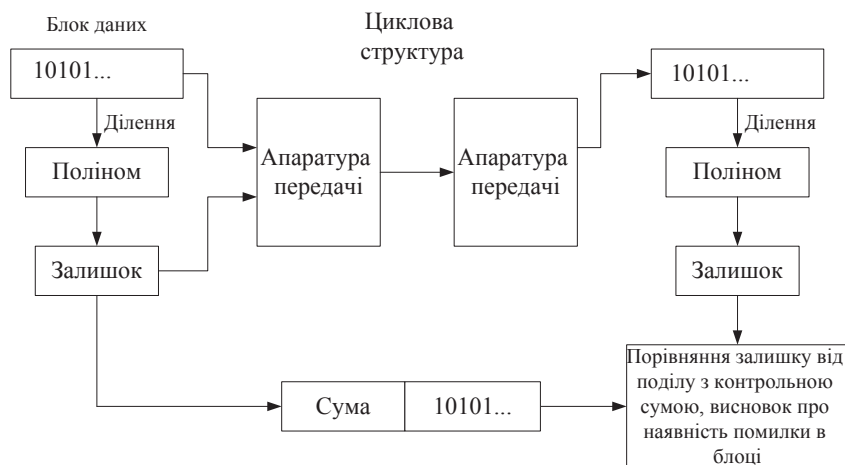 Блок даних
Циклова
структура
10101...
10101...
Ділення
Ділення
Апаратура
передачі
Апаратура
передачі
Поліном
Поліном
Залишок
Залишок
Сума
10101...
Порівняння залишку від
поділу з контрольною
сумою, висновок про
наявність помилки в
блоці